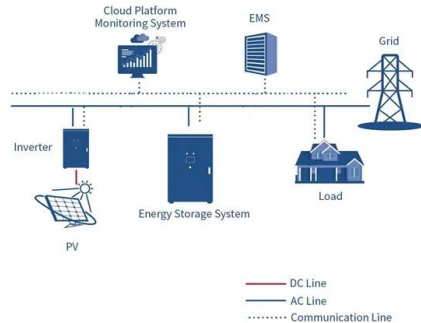 Cloud Platform
Monitoring System
EMS
Grid
Inverter
Energy Storage System
Load
PV
DC Line
AC Line
Communication Line